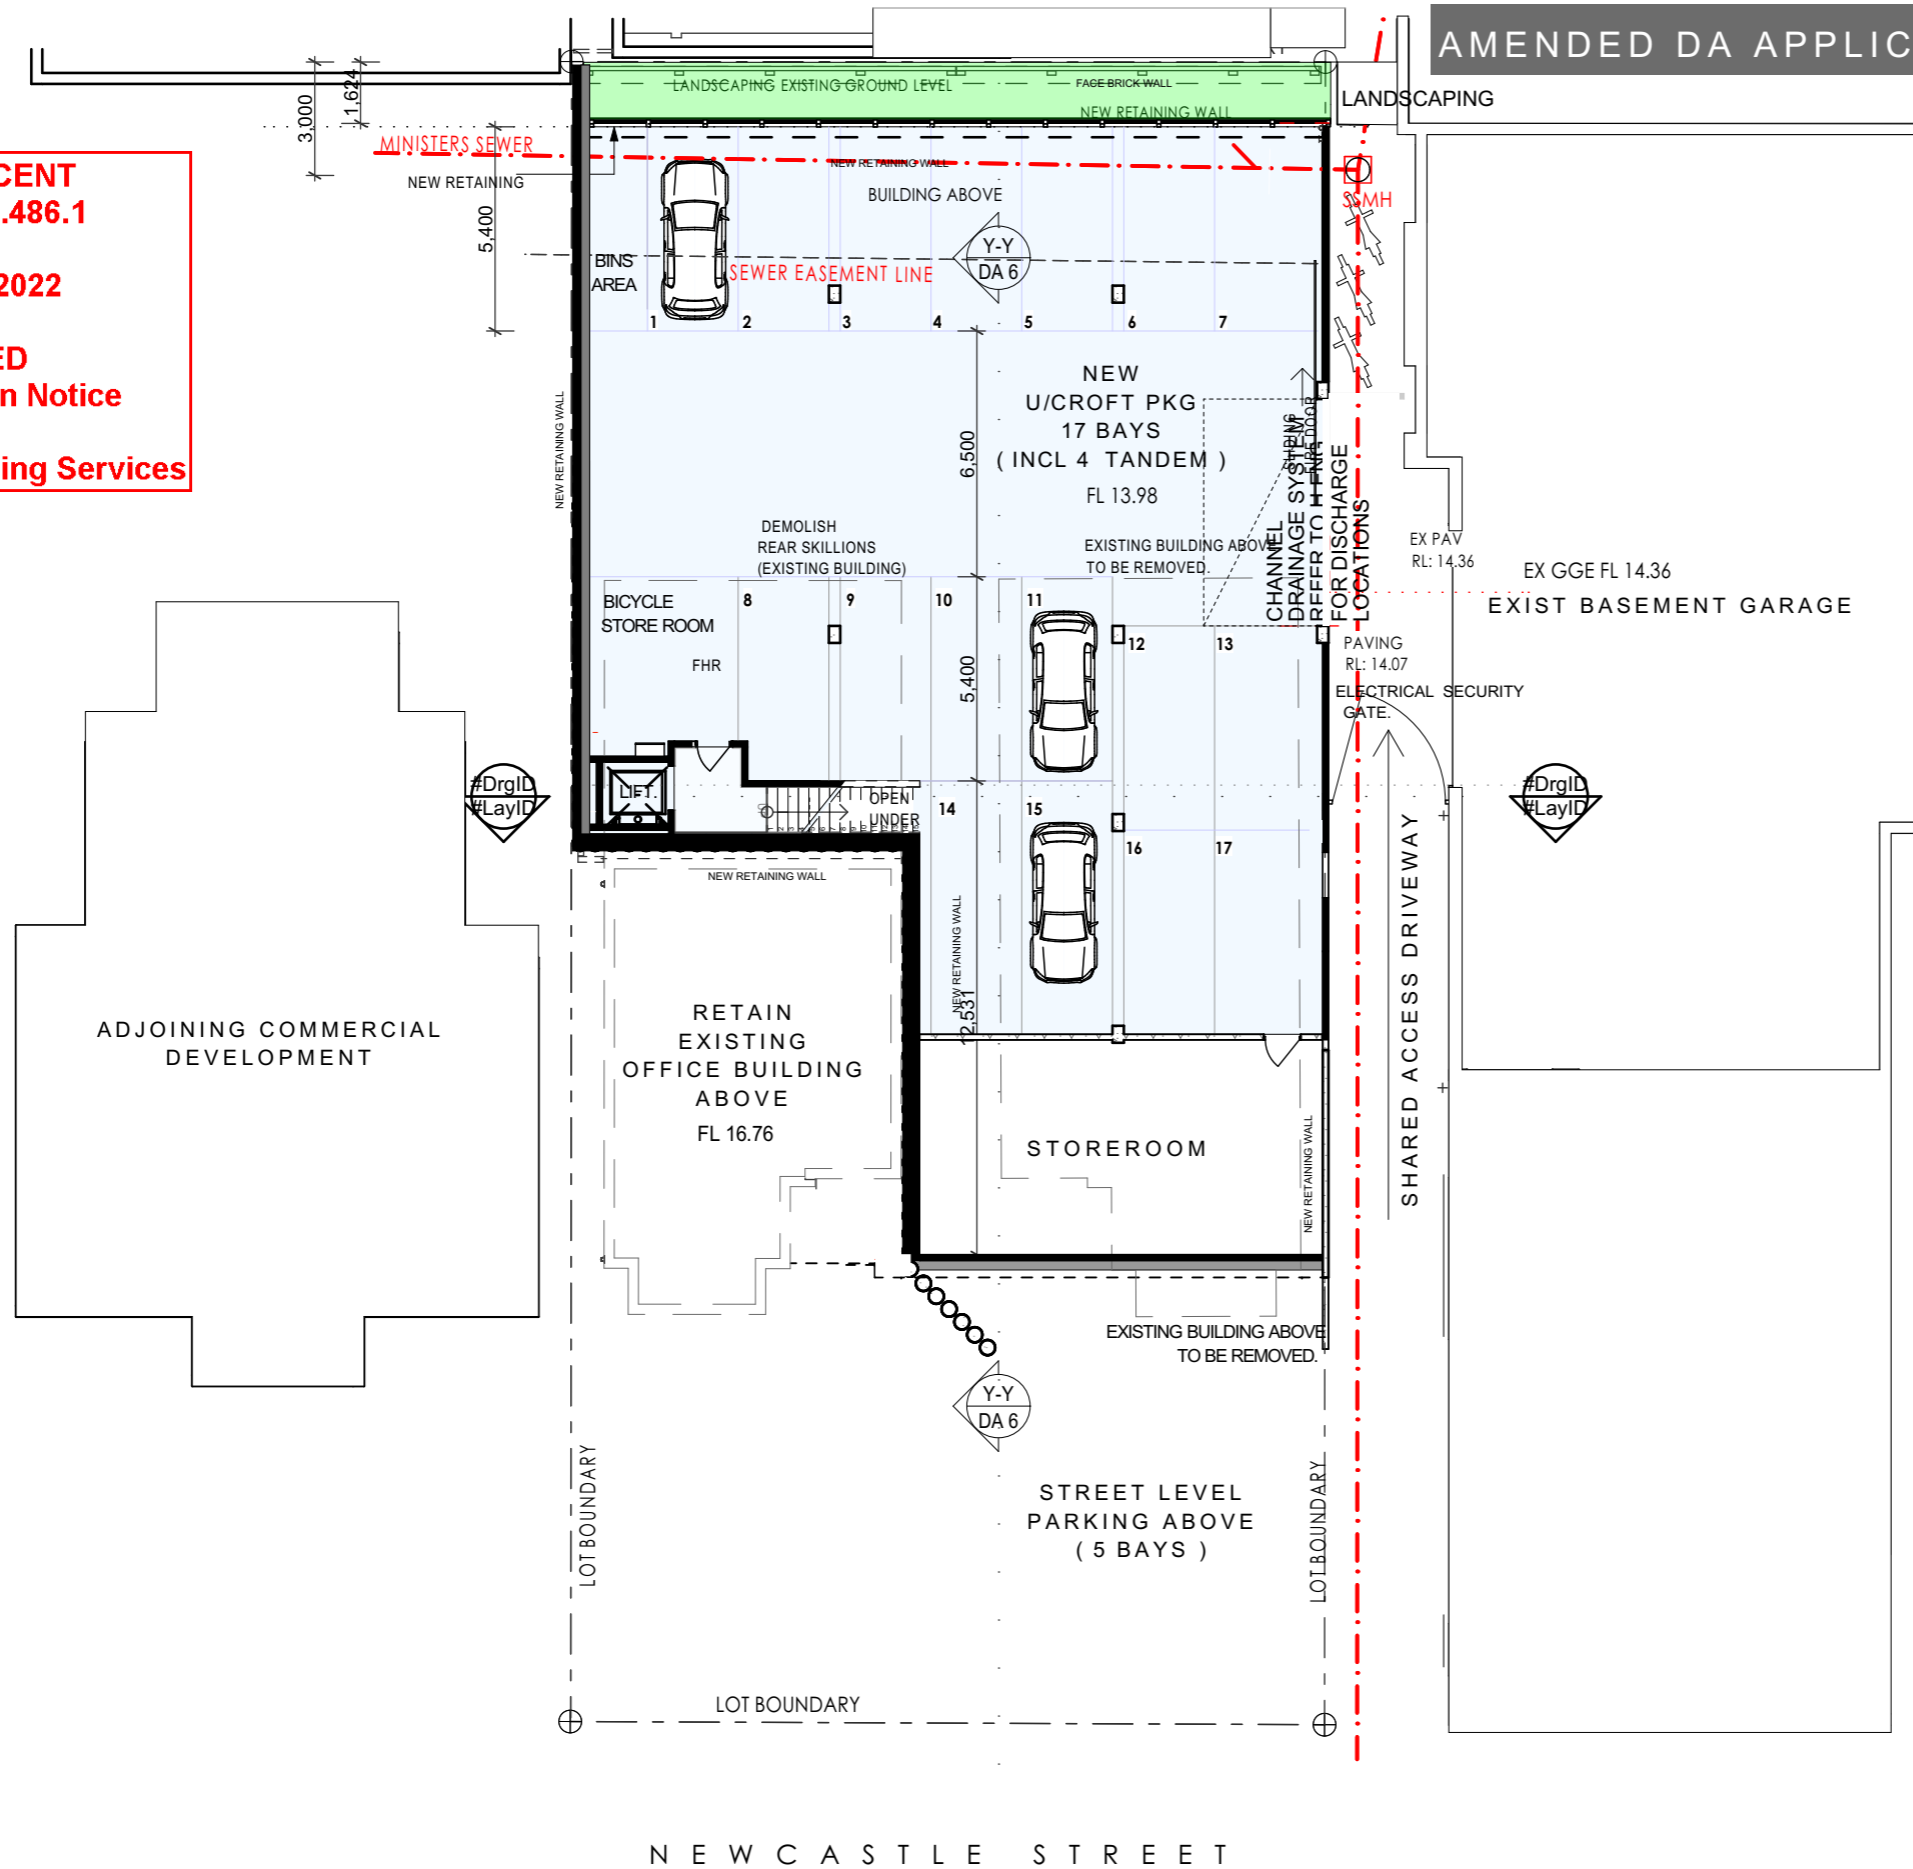 AMENDED DA APPLIC
LANDSCAPING EXISTING GROUND LEVEL
FACE BRICK WALL
NEW RETAINING WALL
LANDSCAPING
3,000
1,624
MINISTERS SEWER
NEW RETAINING
NEW RETAINING WALL
BUILDING ABOVE
SSMH
CENT
.486.1
2022
ED
n Notice
ing Services
5,400
BINS
AREA
SEWER EASEMENT LINE
Y-Y
DA 6
1
2
3
4
5
6
7
NEW
U/CROFT PKG
17 BAYS
( INCL 4 TANDEM )
FL 13.98
6,500
NEW RETAINING WALL
SLIDING
FIRE DOOR
CHANNEL
DRAINAGE SYSTEM
REFER TO H ENR,
FOR DISCHARGE
LOCATIONS
DEMOLISH
REAR SKILLIONS
(EXISTING BUILDING)
EXISTING BUILDING ABOVE
TO BE REMOVED.
EX PAV
RL: 14.36
EX GGE FL 14.36
EXIST BASEMENT GARAGE
BICYCLE
STORE ROOM
FHR
8
9
10
11
12
13
5,400
PAVING
RL: 14.07
ELECTRICAL SECURITY
GATE.
#DrgID
#LayID
LIFT.
OPEN
UNDER
14
15
16
17
#DrgID
#LayID
NEW RETAINING WALL
NEW RETAINING WALL
12,531
SHARED ACCESS DRIVEWAY
ADJOINING COMMERCIAL
DEVELOPMENT
RETAIN
EXISTING
OFFICE BUILDING
ABOVE
FL 16.76
STOREROOM
NEW RETAINING WALL
EXISTING BUILDING ABOVE
TO BE REMOVED.
Y-Y
DA 6
LOT BOUNDARY
STREET LEVEL
PARKING ABOVE
( 5 BAYS )
LOT BOUNDARY
LOT BOUNDARY
NEWCASTLE STREET